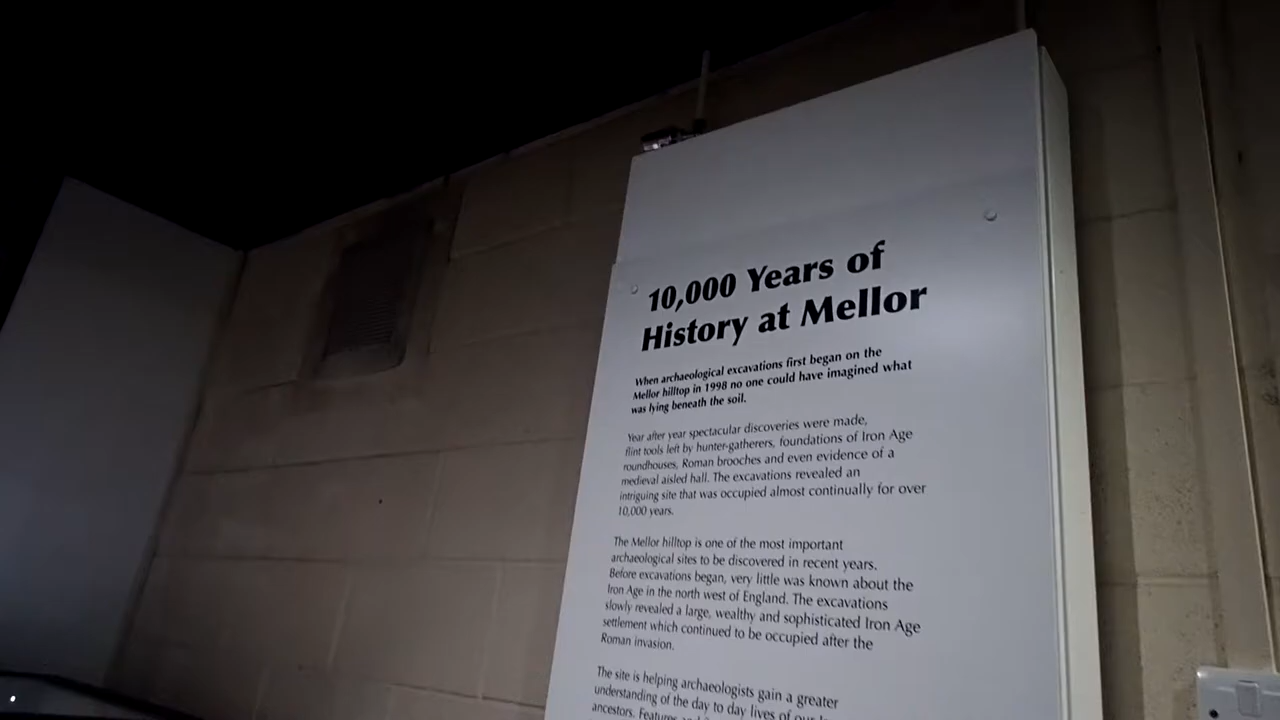 10,000 Years of
History at Mellor
When archaeological excavations first began on the
Mellor hilltop in 1998 no one could have imagined what
was lying beneath the soil.
Year after year spectacular discoveries were made,
flint tools left by hunter-gatherers, foundations of Iron Age
roundhouses, Roman brooches and even evidence of a
medieval aisled hall. The excavations revealed an
intriguing site that was occupied almost continually for over
10,000 years.
The Mellor hilltop is one of the most important
archaeological sites to be discovered in recent years.
Before excavations began, very little was known about the
Iron Age in the north west of England. The excavations
slowly revealed a large, wealthy and sophisticated Iron Age
settlement which continued to be occupied after the
Roman invasion.
The site is helping archaeologists gain a greater
understanding of the day to day lives of our
ancestors.